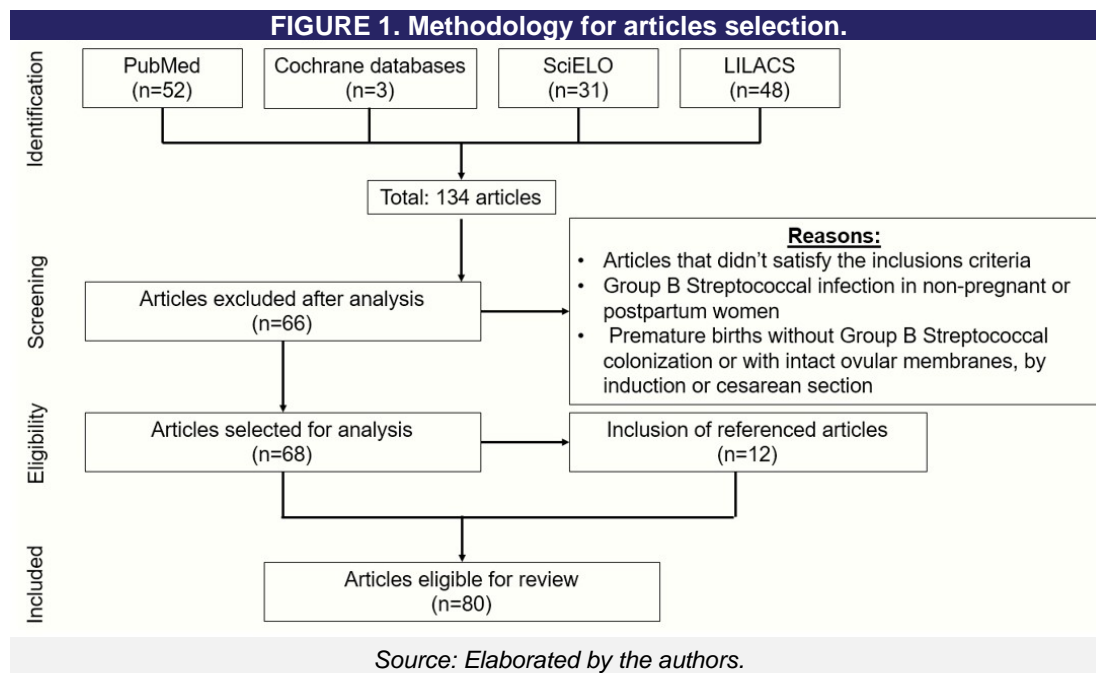 FIGURE 1. Methodology for articles selection.
Identification
PubMed
(n=52)
Cochrane databases
(n=3)
SciELO
(n=31)
LILACS
(n=48)
Total: 134 articles
Screening
Articles excluded after analysis
(n=66)
Reasons:
• Articles that didn't satisfy the inclusions criteria
• Group B Streptococcal infection in non-pregnant or
postpartum women
• Premature births without Group B Streptococcal
colonization or with intact ovular membranes, by
induction or cesarean section
Eligibility
Articles selected for analysis
(n=68)
Inclusion of referenced articles
(n=12)
Included
Articles eligible for review
(n=80)
Source: Elaborated by the authors.